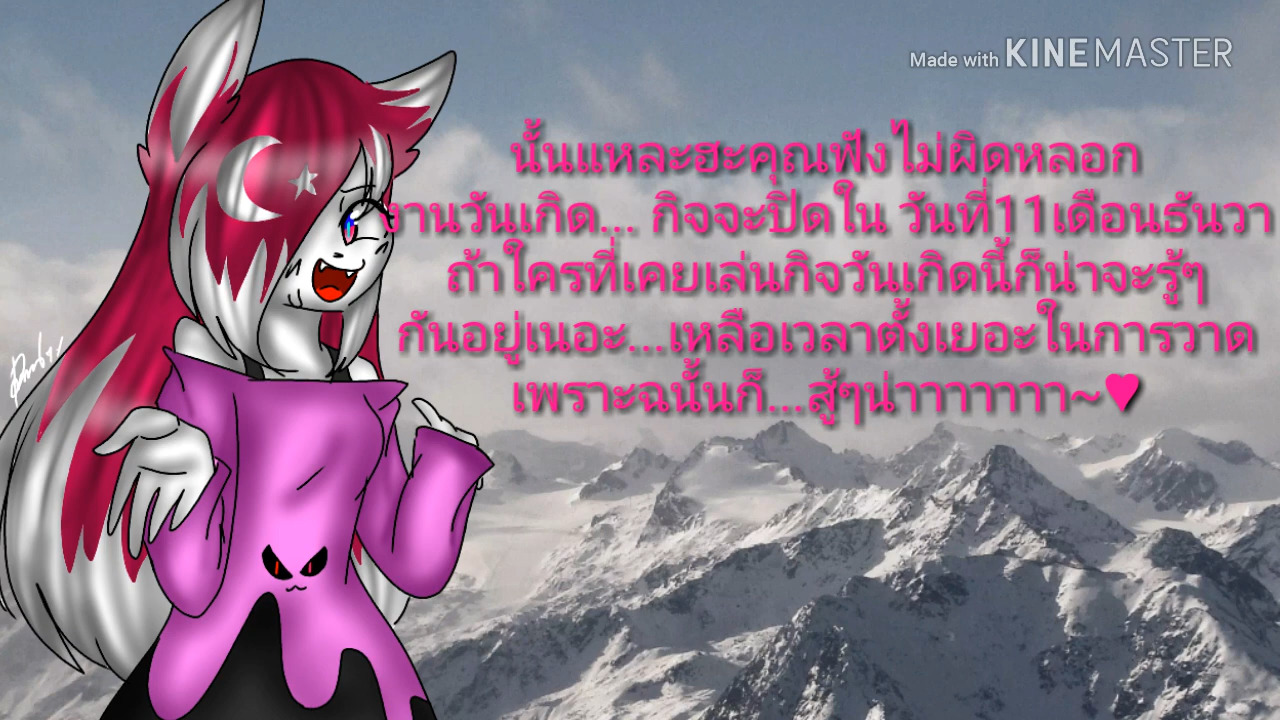 Made with KINEMASTER
นั้นแหละฮะคุณฟังไม่ผิดหลอก
งานวันเกิด... กิจจะปิดใน วันที่11เดือนธันวา
ถ้าใครที่เคยเล่นกิจวันเกิดนี้ก็น่าจะรู้ๆ
กันอยู่เนอะ...เหลือเวลาตั้งเยอะในการวาด
เพราะฉนั้นก็...สู้ๆน่าาาาาาาา~♥